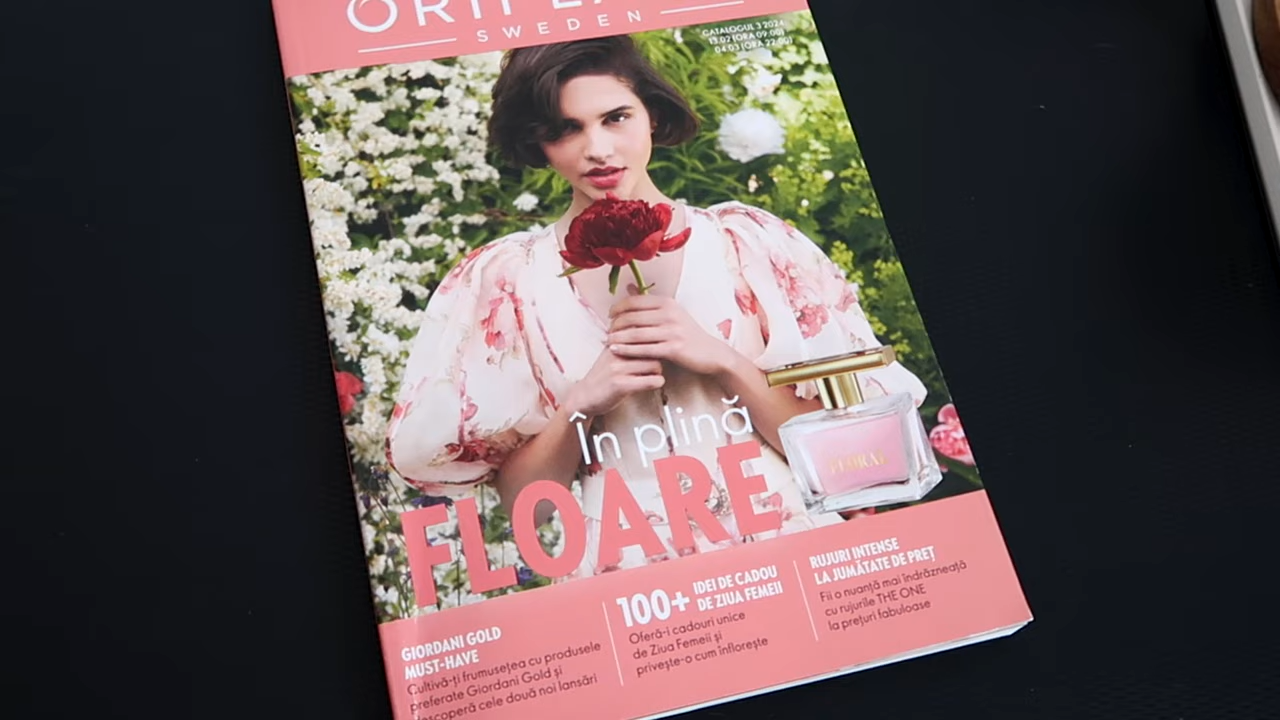 SWEDEN
CATALOGUL 3 2024
13.02 (ORA 09:00)
04.03 (ORA 22:00)
În plină
FLOARE
FLORAL
GIORDANI GOLD
MUST-HAVE
Cultivă-ți frumusețea cu produsele
preferate Giordani Gold și
descoperă cele două noi lansări
100+ IDEI DE CADOU
DE ZIUA FEMEII
Oferă-i cadouri unice
de Ziua Femeii și
privește-o cum înflorește
RUJURI INTENSE
LA JUMĂTATE DE PREȚ
Fii o nuanță mai îndrăzneață
cu rujurile THE ONE
la prețuri fabuloase